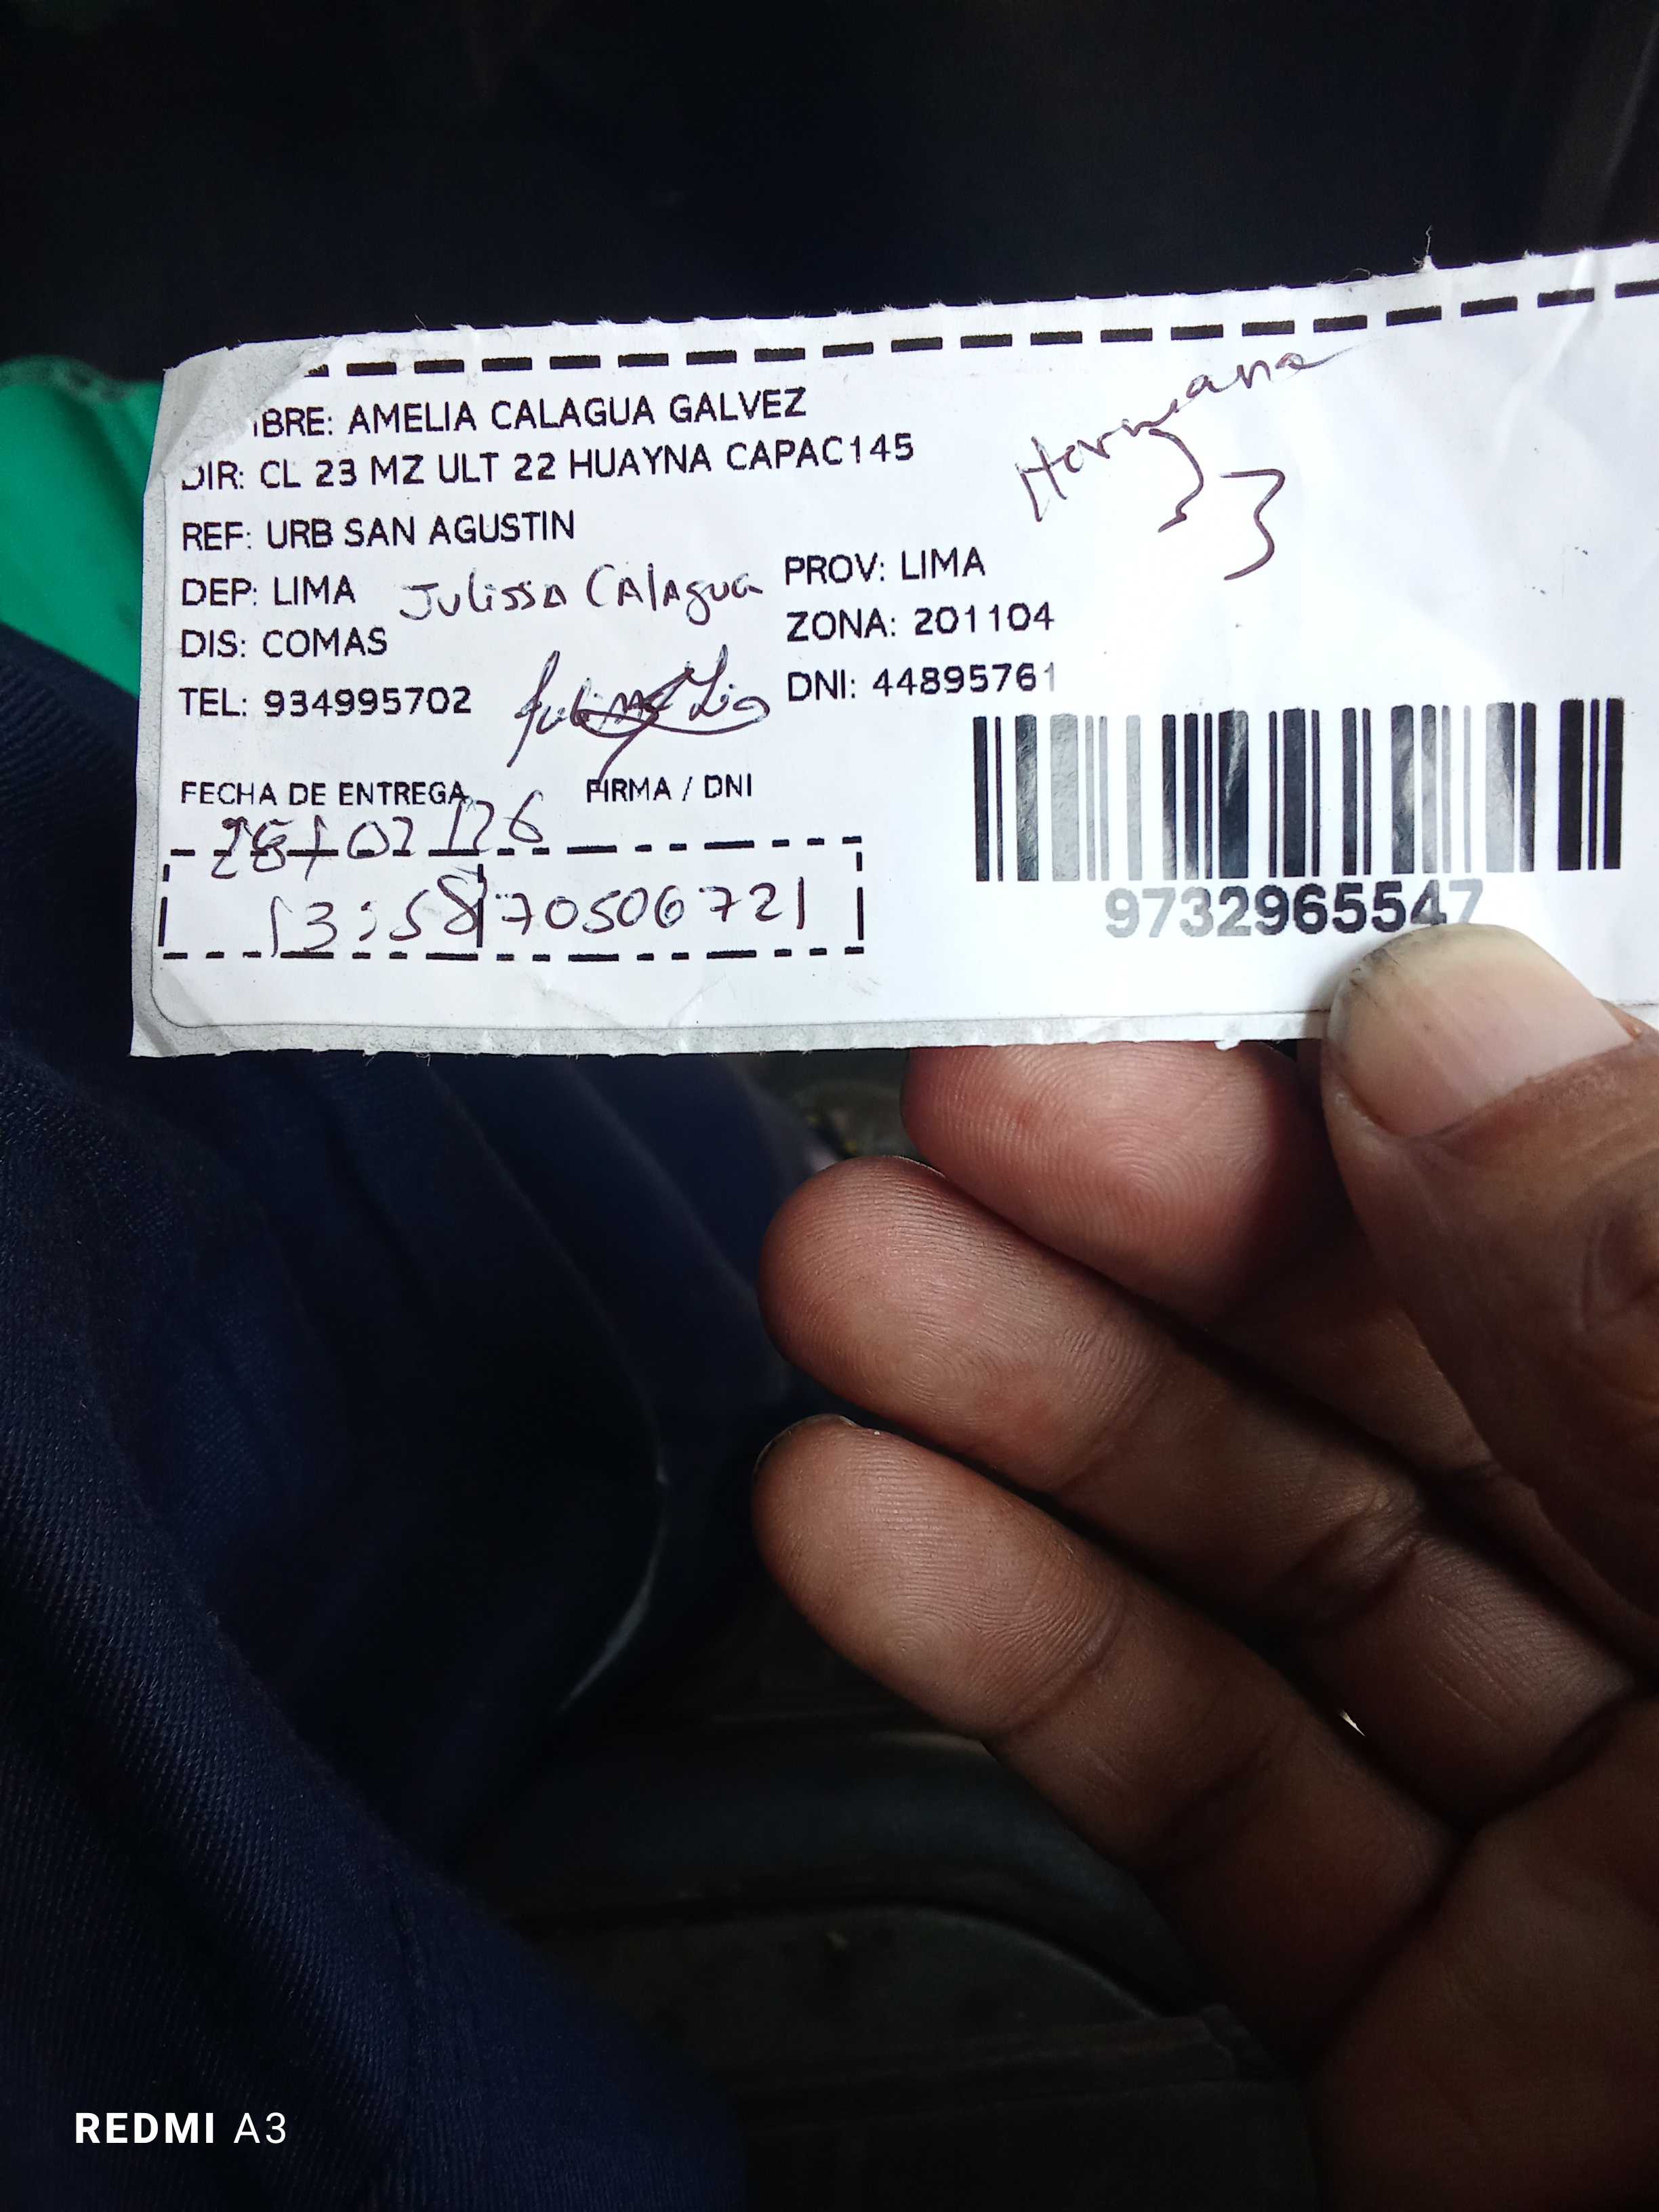 BRE: AMELIA CALAGUA GALVEZ
DIR: CL 23 MZ ULT 22 HUAYNA CAPAC145
REF: URB SAN AGUSTIN
DEP: LIMA
Julissa Calagua
PROV: LIMA
DIS: COMAS
ZONA: 201104
TEL: 934995702
DNI: 44895761
Hermana
3
FECHA DE ENTREGA
FIRMA / DNI
28/02/26
13:58
70506721
9732965547
REDMI A3